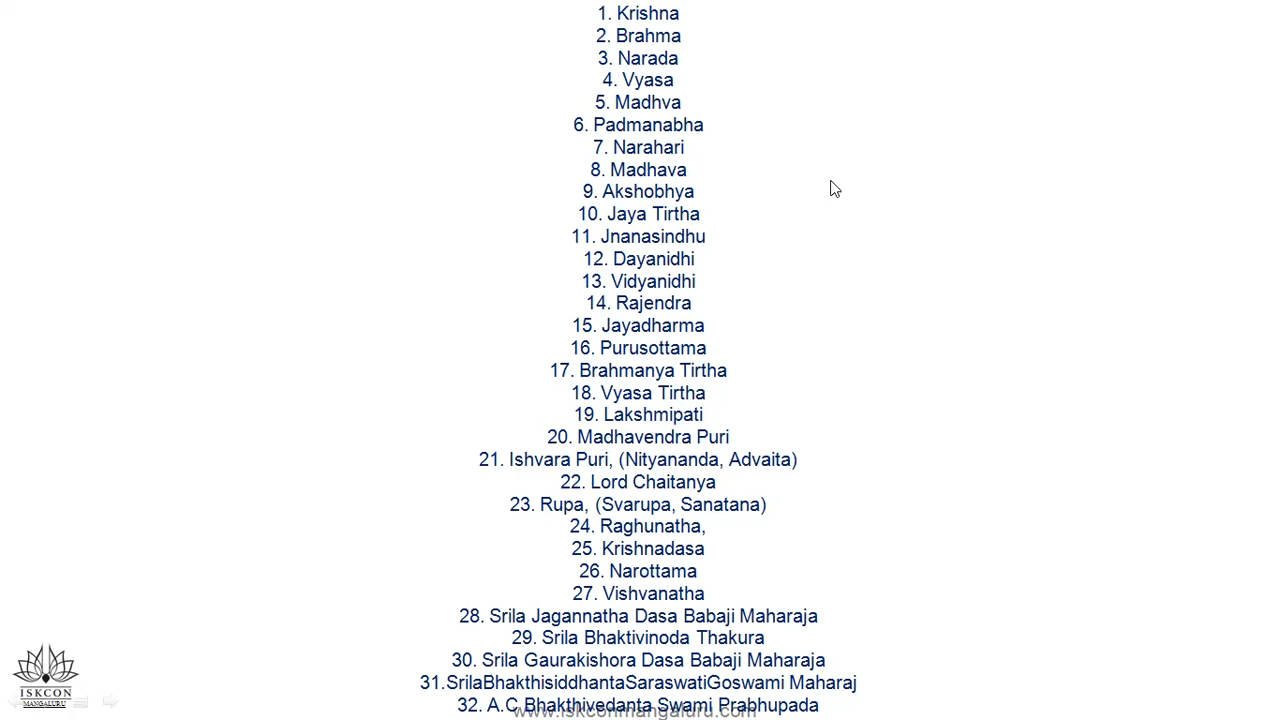 1. Krishna
2. Brahma
3. Narada
4. Vyasa
5. Madhva
6. Padmanabha
7. Narahari
8. Madhava
9. Akshobhya
10. Jaya Tirtha
11. Jnanasindhu
12. Dayanidhi
13. Vidyanidhi
14. Rajendra
15. Jayadharma
16. Purusottama
17. Brahmanya Tirtha
18. Vyasa Tirtha
19. Lakshmipati
20. Madhavendra Puri
21. Ishvara Puri, (Nityananda, Advaita)
22. Lord Chaitanya
23. Rupa, (Svarupa, Sanatana)
24. Raghunatha,
25. Krishnadasa
26. Narottama
27. Vishvanatha
28. Srila Jagannatha Dasa Babaji Maharaja
29. Srila Bhaktivinoda Thakura
30. Srila Gaurakishora Dasa Babaji Maharaja
31.SrilaBhakthisiddhantaSaraswatiGoswami Maharaj
32. A.C Bhakthivedanta Swami Prabhupada
www.iskconmangaluru.com
ISKCON
MANGALURU